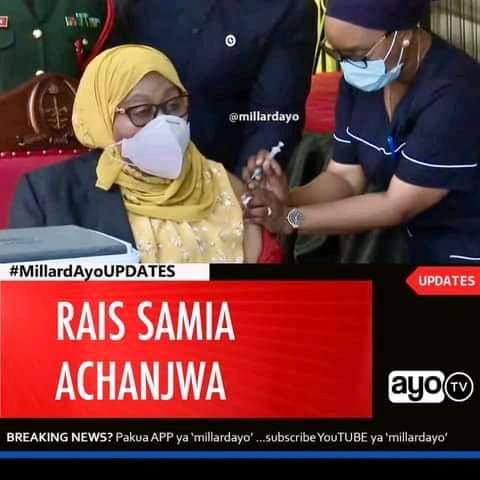 @millardayo
#MillardAyoUPDATES
UPDATES
RAIS SAMIA
ACHANJWA
ayo TV
BREAKING NEWS? Pakua APP ya 'millardayo' ...subscribe YouTUBE ya 'millardayo'